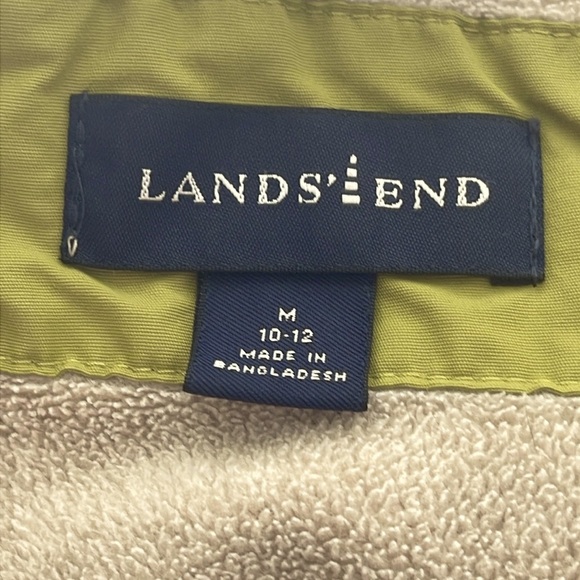 LANDS' END
M
10-12
MADE IN
BANGLADESH